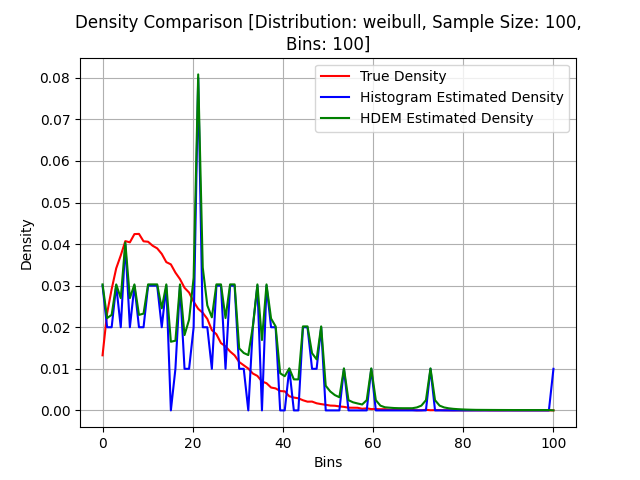 Density Comparison [Distribution: weibull, Sample Size: 100,
Bins: 100]
True Density
Histogram Estimated Density
HDEM Estimated Density
Density
0.08
0.07
0.06
0.05
0.04
0.03
0.02
0.01
0.00
0 20 40 60 80 100
Bins